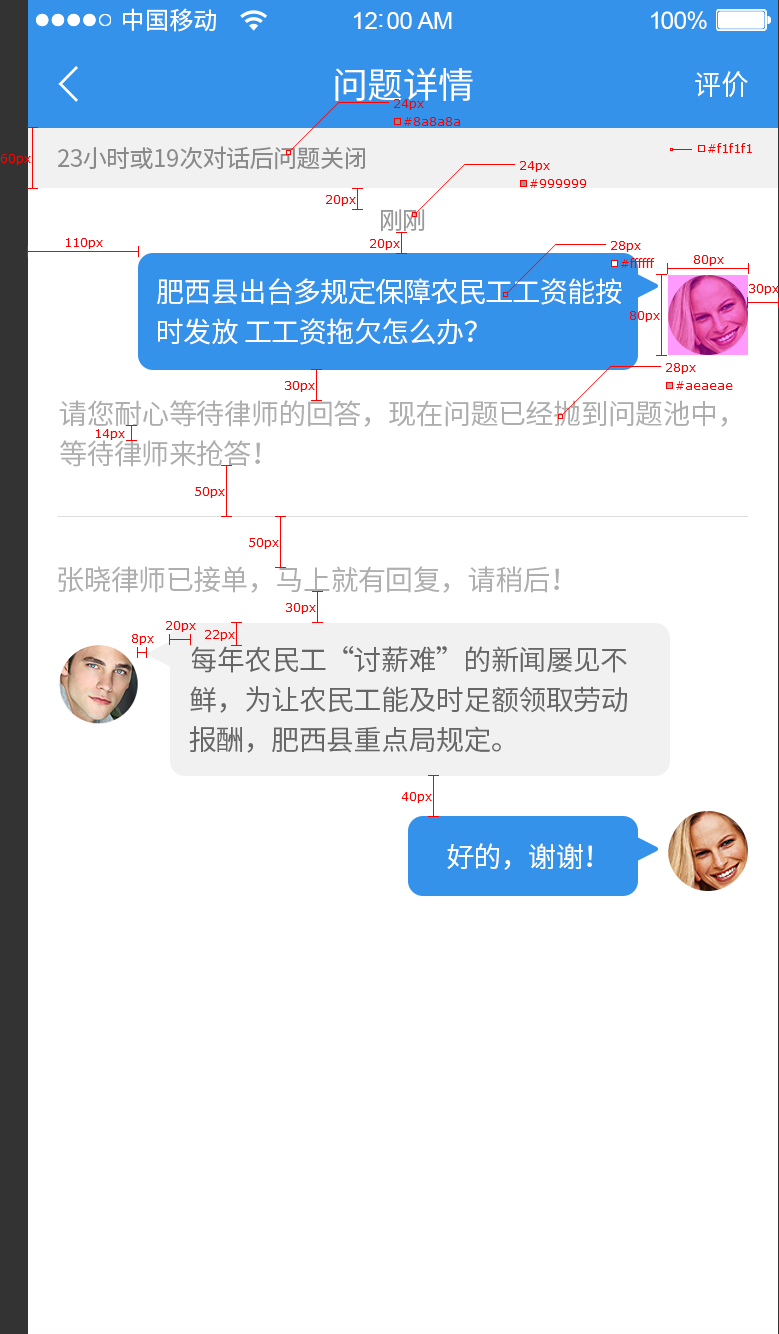 中国移动 12:00 AM 100%
问题详情 评价
24px
#8a8a8a
60px 23小时或19次对话后问题关闭 #f1f1f1
24px
#999999
20px
刚刚
110px 20px 28px
#ffffff 80px
肥西县出台多规定保障农民工工资能按 30px
时发放 工工资拖欠怎么办? 80px
28px
30px #aeaeae
请您耐心等待律师的回答，现在问题已经抛到问题池中，
14px
等待律师来抢答！
50px
50px
张晓律师已接单，马上就有回复，请稍后！
30px
8px 20px 22px
每年农民工“讨薪难”的新闻屡见不
鲜，为让农民工能及时足额领取劳动
报酬，肥西县重点局规定。
40px
好的，谢谢！